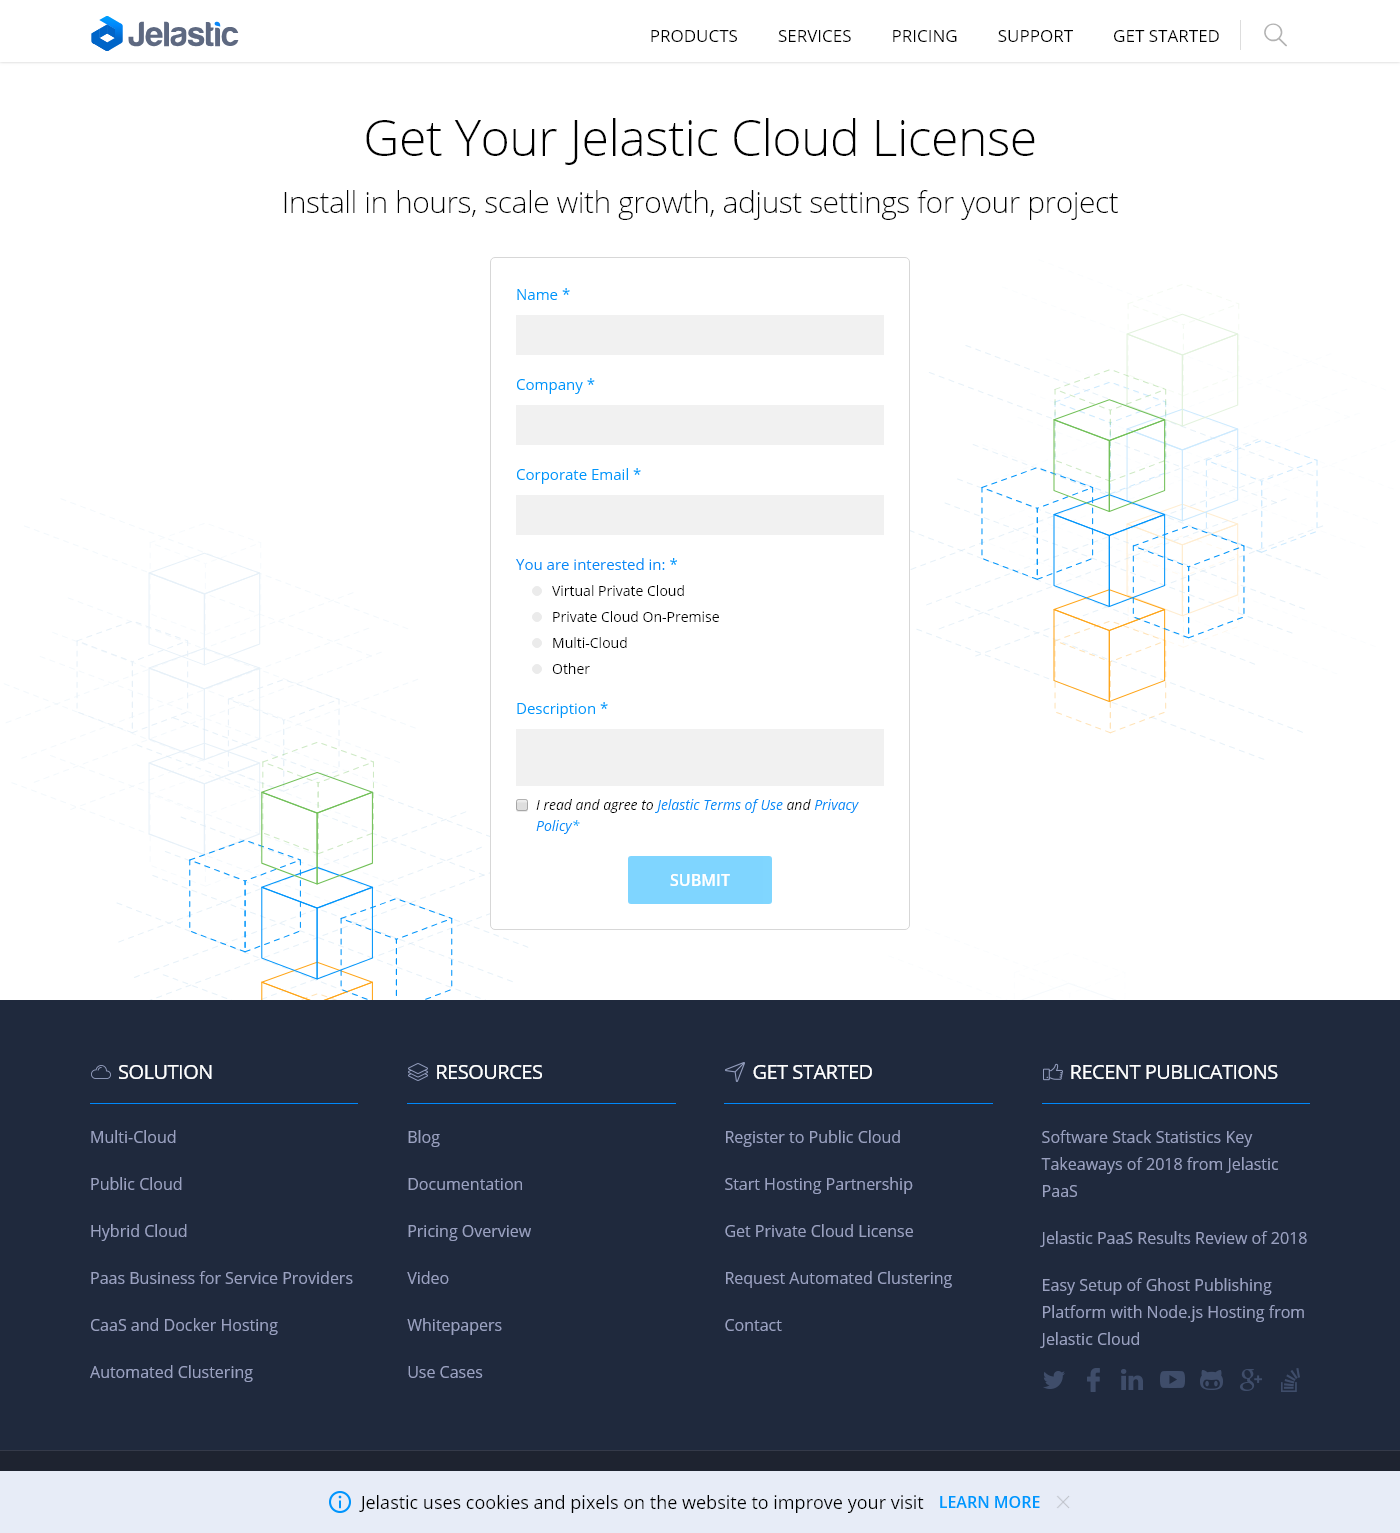 Jelastic
PRODUCTS
SERVICES
PRICING
SUPPORT
GET STARTED
Get Your Jelastic Cloud License
Install in hours, scale with growth, adjust settings for your project
Name *
Company *
Corporate Email *
You are interested in: *
Virtual Private Cloud
Private Cloud On-Premise
Multi-Cloud
Other
Description *
I read and agree to Jelastic Terms of Use and Privacy
Policy*
SUBMIT
SOLUTION
Multi-Cloud
Public Cloud
Hybrid Cloud
Paas Business for Service Providers
CaaS and Docker Hosting
Automated Clustering
RESOURCES
Blog
Documentation
Pricing Overview
Video
Whitepapers
Use Cases
GET STARTED
Register to Public Cloud
Start Hosting Partnership
Get Private Cloud License
Request Automated Clustering
Contact
RECENT PUBLICATIONS
Software Stack Statistics Key
Takeaways of 2018 from Jelastic
PaaS
Jelastic PaaS Results Review of 2018
Easy Setup of Ghost Publishing
Platform with Node.js Hosting from
Jelastic Cloud
Jelastic uses cookies and pixels on the website to improve your visit LEARN MORE